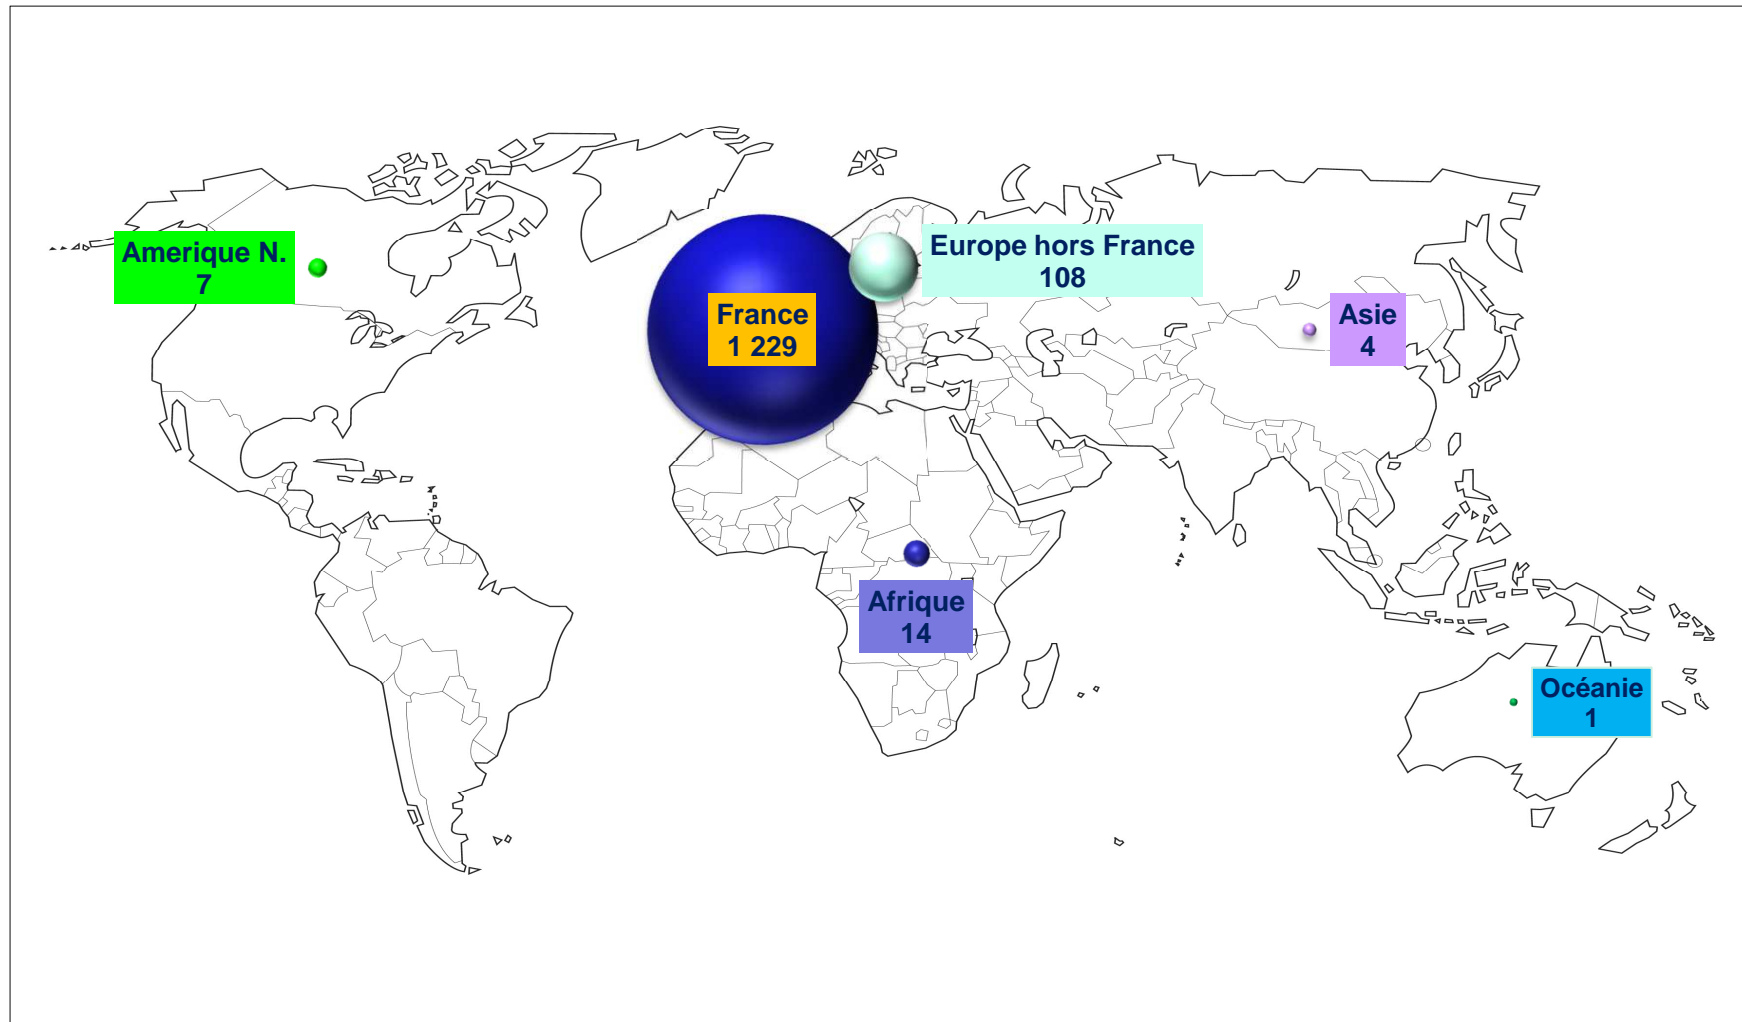 Amerique N.
7
France
1 229
Europe hors France
108
Asie
4
Afrique
14
Océanie
1